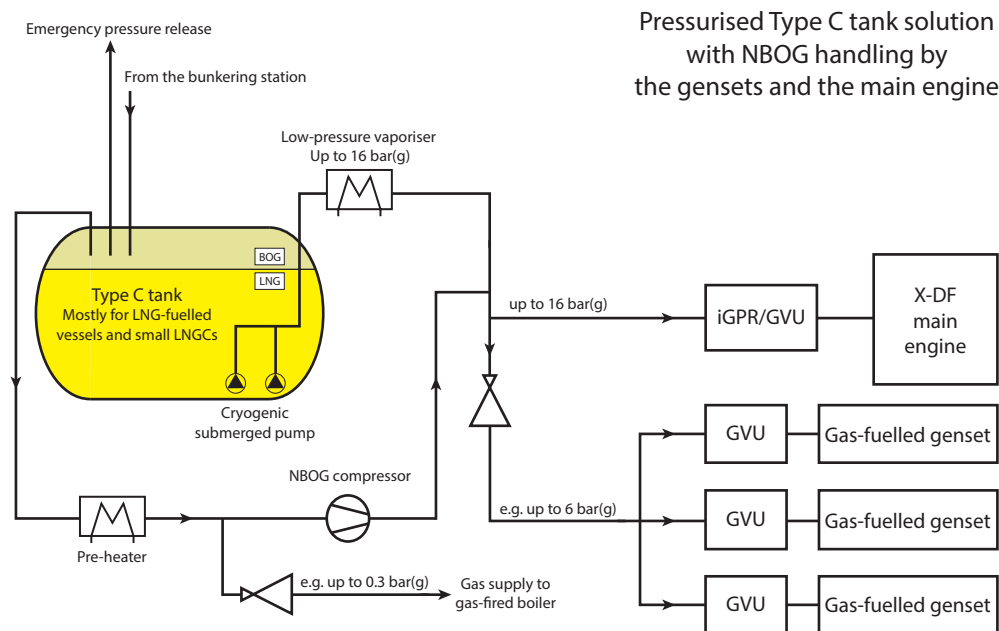 Pressurised Type C tank solution
with NBOG handling by
the gensets and the main engine
Emergency pressure release
From the bunkering station
Low-pressure vaporiser
Up to 16 bar(g)
BOG
LNG
Type C tank
Mostly for LNG-fuelled
vessels and small LNGCs
Cryogenic
submerged pump
up to 16 bar(g)
iGPR/GVU
X-DF
main
engine
GVU
Gas-fuelled genset
NBOG compressor
e.g. up to 6 bar(g)
GVU
Gas-fuelled genset
Pre-heater
e.g. up to 0.3 bar(g)
Gas supply to
gas-fired boiler
GVU
Gas-fuelled genset